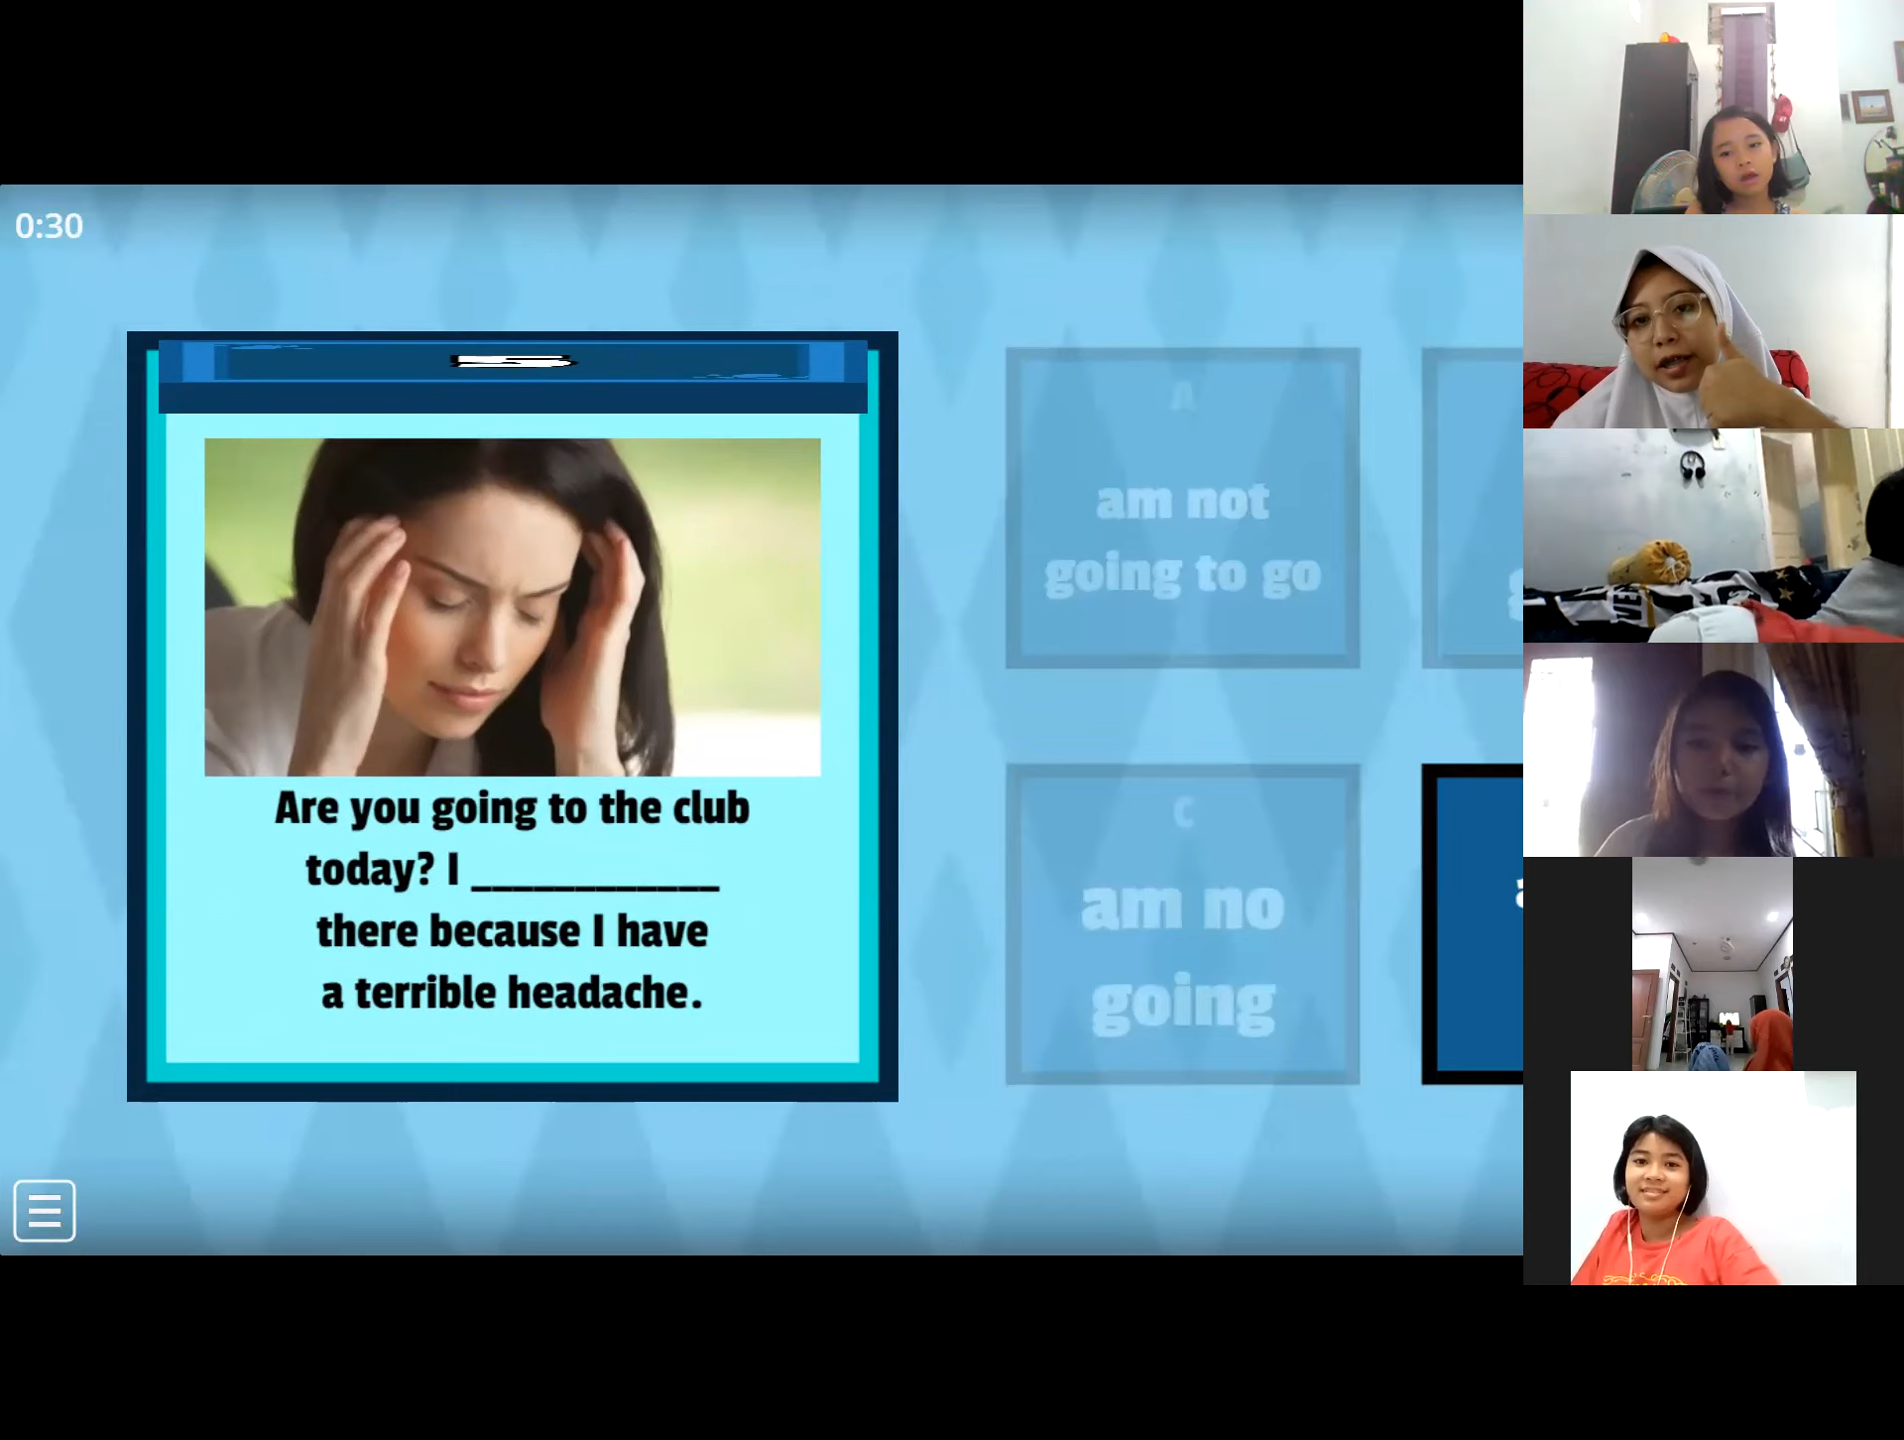 0:30
Are you going to the club
today? I ____________
there because I have
a terrible headache.
A
am not
going to go
C
am no
going